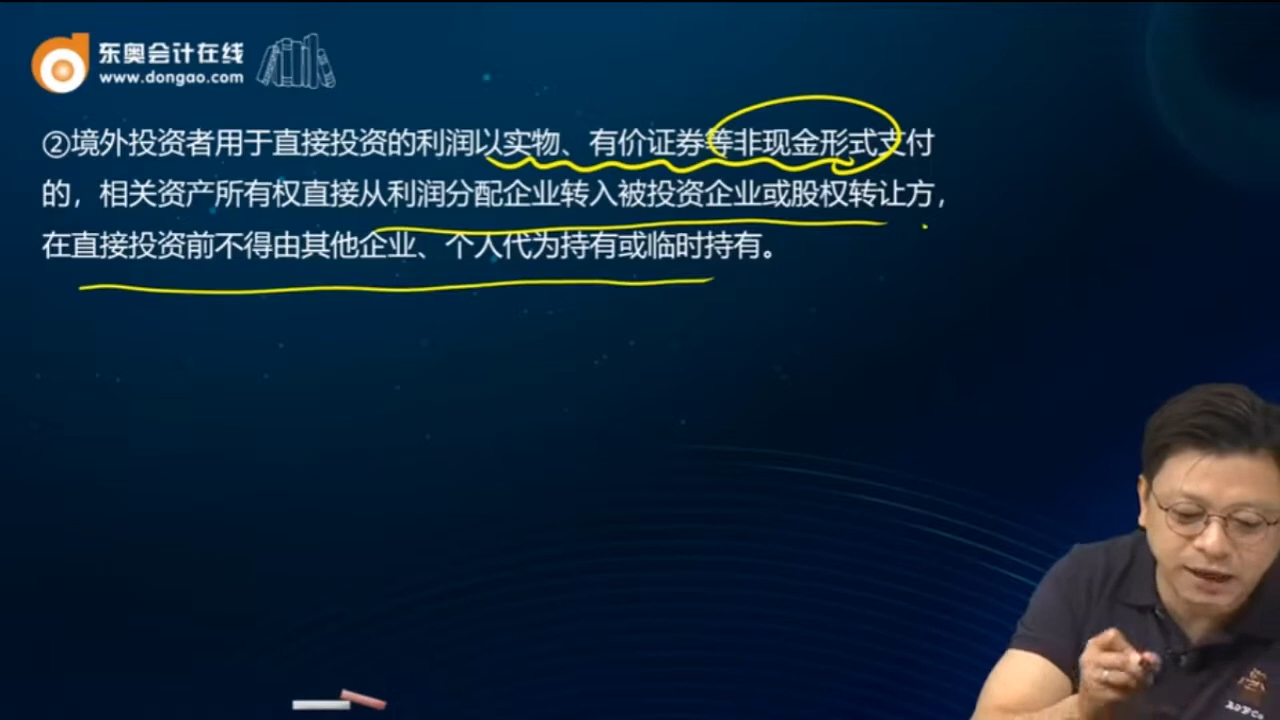 东奥会计在线
www.dongao.com
②境外投资者用于直接投资的利润以实物、有价证券等非现金形式支付
的，相关资产所有权直接从利润分配企业转入被投资企业或股权转让方，
在直接投资前不得由其他企业、个人代为持有或临时持有。